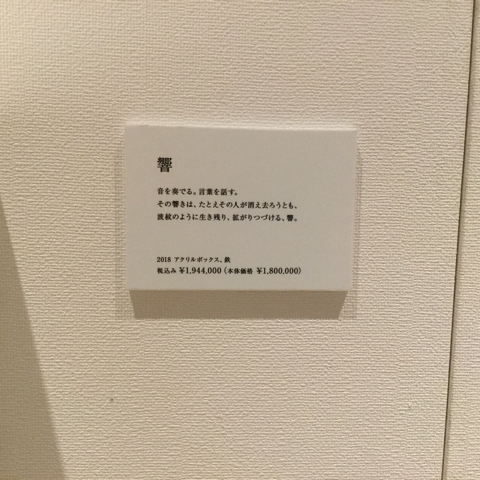 響
音を奏でる。言葉を話す。
その響きは、たとえその人が消え去ろうとも、
波紋のように生き残り、拡がりつづける、響。
2018 アクリルボックス、鉄
税込み ¥1,944,000（本体価格 ¥1,800,000）